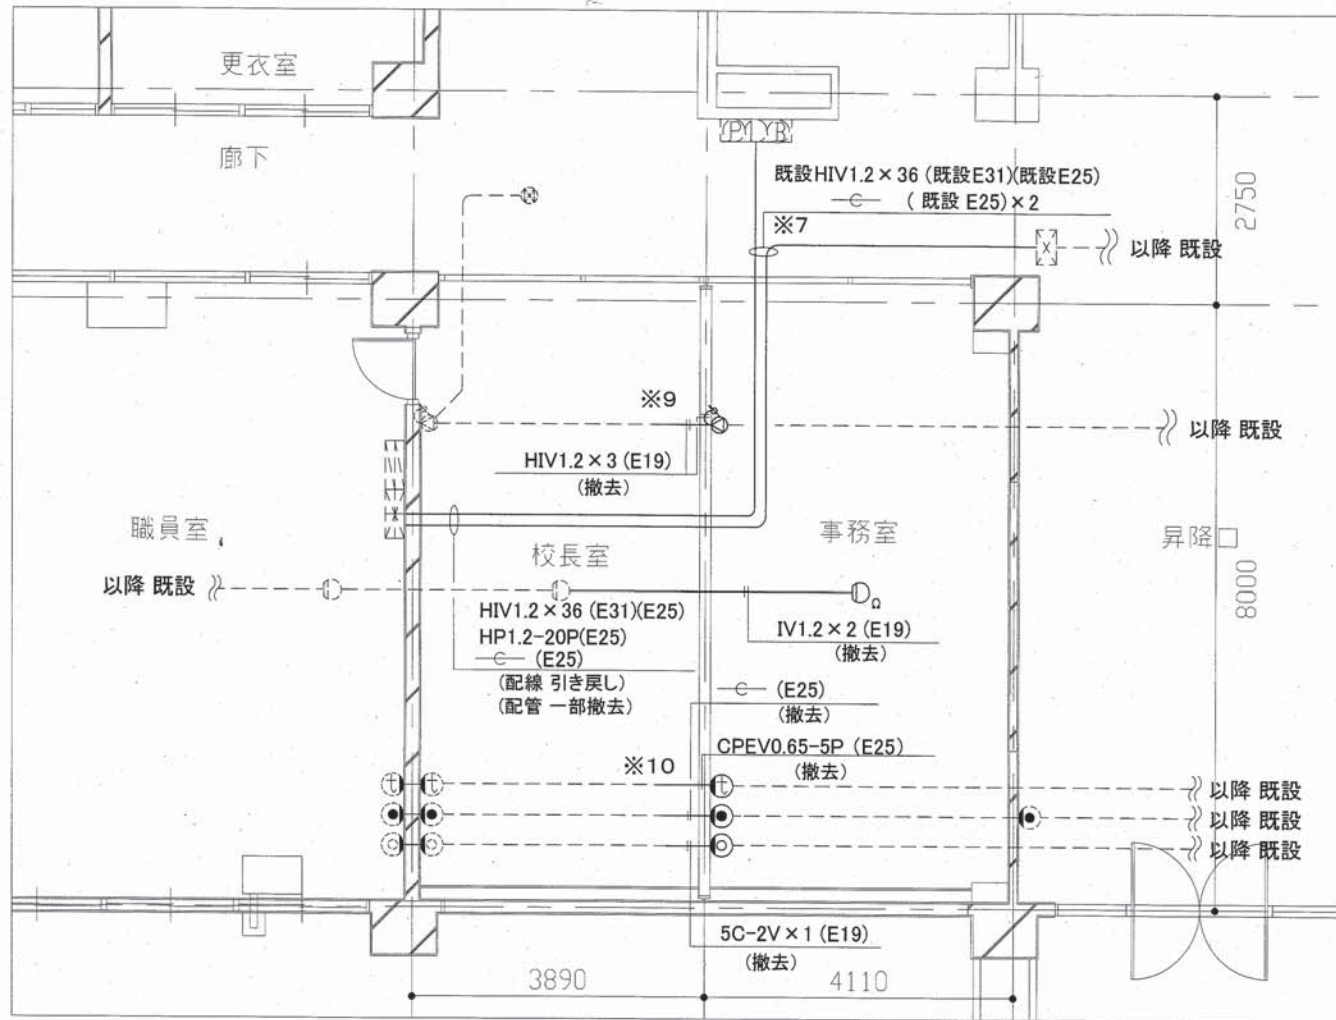 更衣室
廊下
既設HIV1.2×36 (既設E31)(既設E25)
C (既設 E25)×2
※7
以降 既設
2750
※9
以降 既設
HIV1.2×3 (E19)
(撤去)
職員室
校長室
事務室
昇降口
8000
以降 既設
HIV1.2×36 (E31)(E25)
HP1.2-20P(E25)
C (E25)
(配線 引き戻し)
(配管 一部撤去)
Ω
IV1.2×2 (E19)
(撤去)
C (E25)
(撤去)
CPEV0.65-5P (E25)
(撤去)
※10
t
t
t
以降 既設
以降 既設
以降 既設
5C-2V×1 (E19)
(撤去)
3890
4110